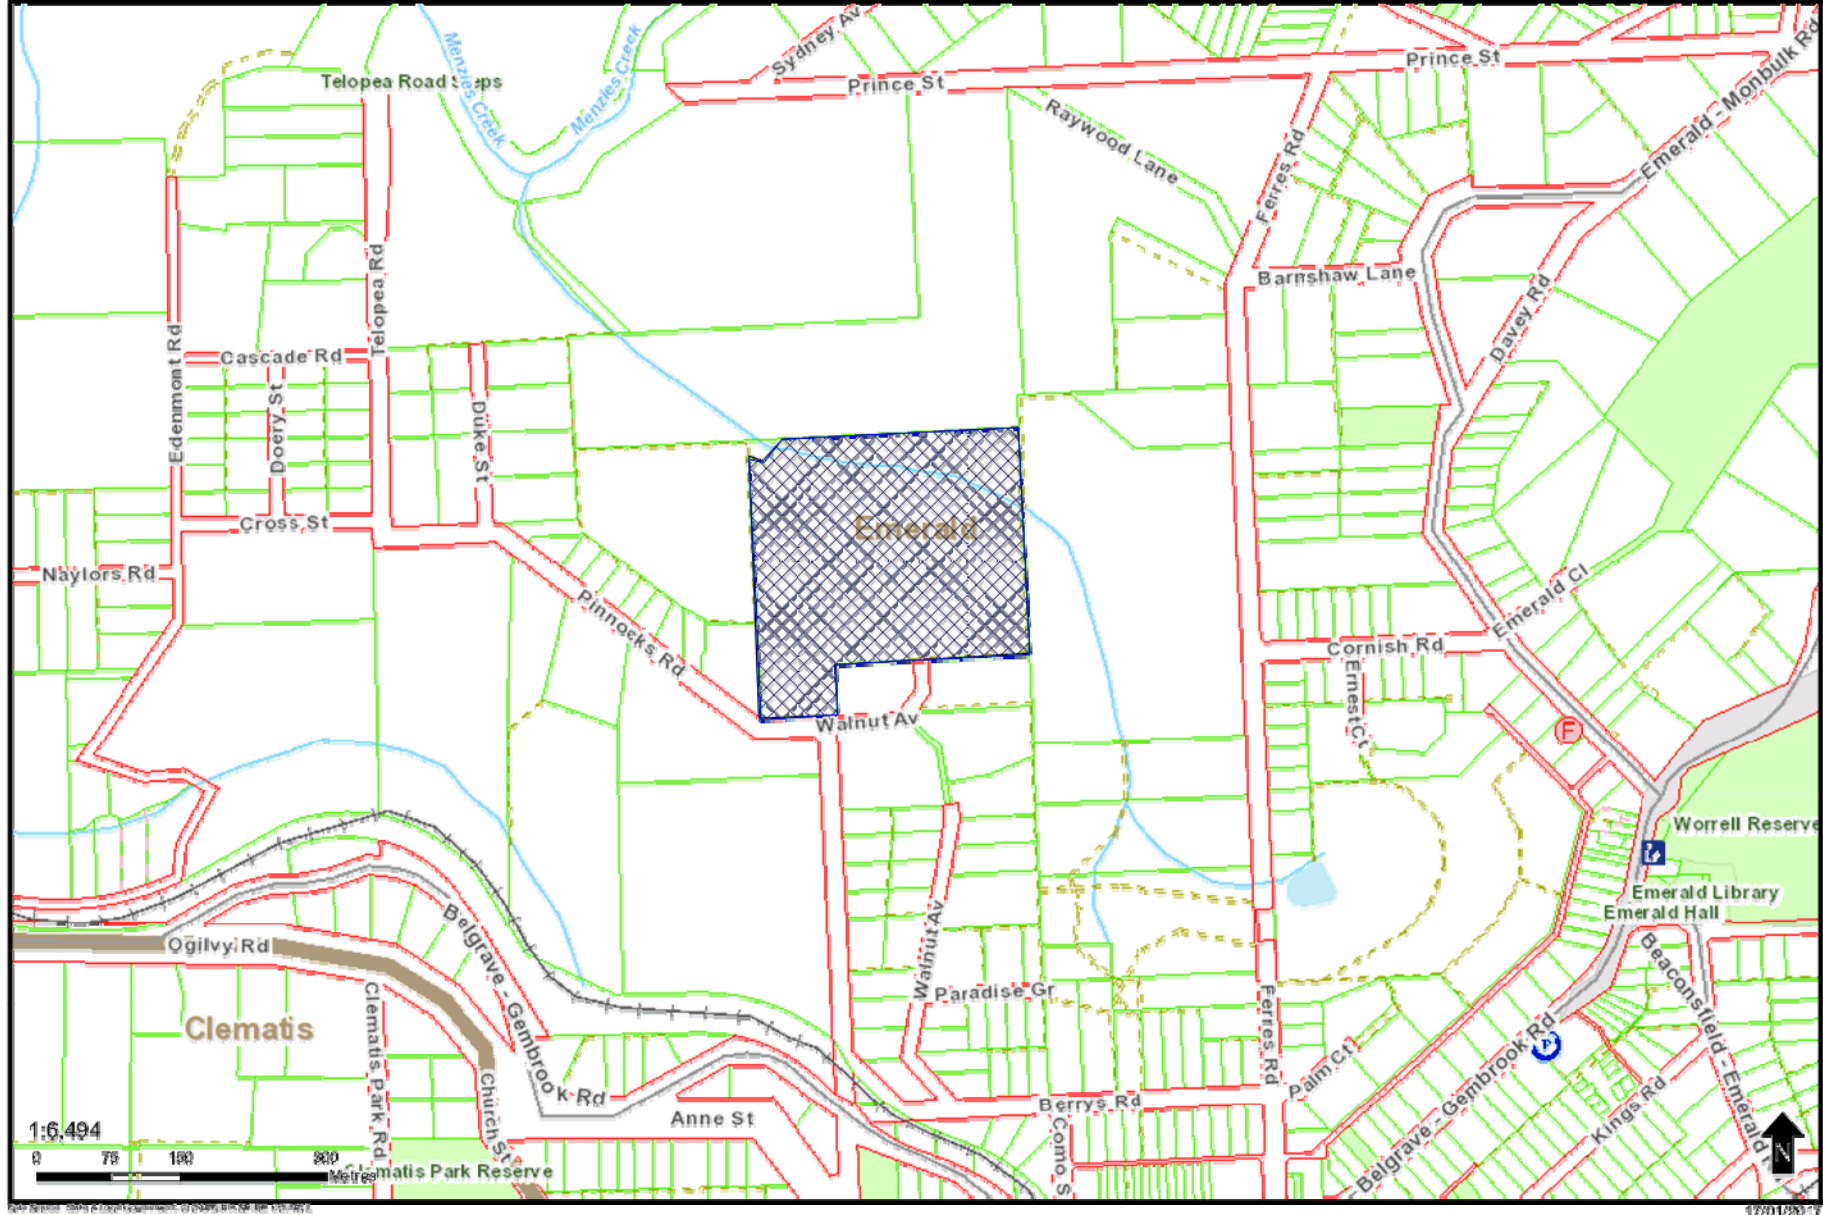 Sydney Av
Menzies Creek
Menzies Creek
Telopea Road Steps
Prince St
Prince St
Emerald - Monbulk Rd
Raywood Lane
Ferres Rd
Barnshaw Lane
Telopea Rd
Davey Rd
Edenmont Rd
Cascade Rd
Doery St
Duke St
Emerald
Cross St
Naylors Rd
Pinnocks Rd
Emerald Cl
Cornish Rd
Ernest Ct
F
Walnut Av
Worrell Reserve
Emerald Library
Emerald Hall
Walnut Av
Ogilvy Rd
Belgrave - Gembrook Rd
Paradise Gr
Beaconsfield - Emerald
Clematis
Clematis Park Rd
Ferres Rd
Belgrave - Gembrook Rd
P
Palm Ct
Church St
Kings Rd
Anne St
Berrys Rd
Como S
1:6,494
0 75 150 300
Metres
Clematis Park Reserve
N
17/01/2017